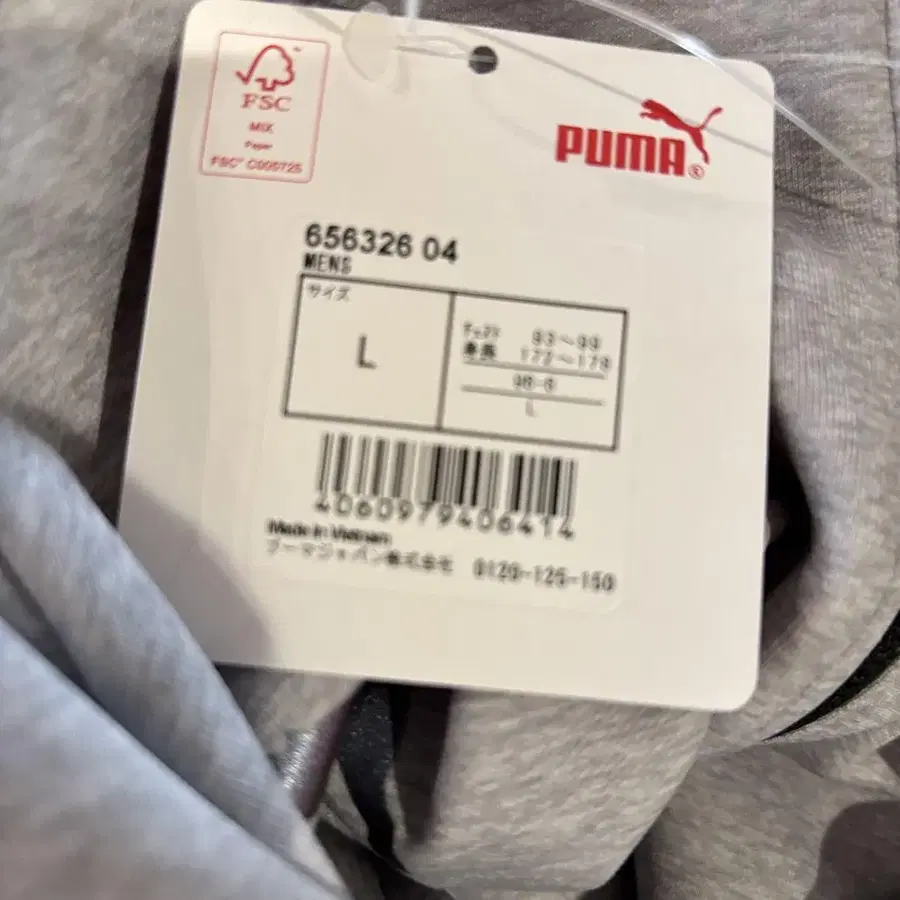 FSC
MIX
Paper
FSC® C005725
PUMA®
656326 04
MENS
サイズ
L
チェスト 93～99
身長 172～178
96-6
L
4060979406414
Made in Vietnam
プーマジャパン株式会社 0120-125-150